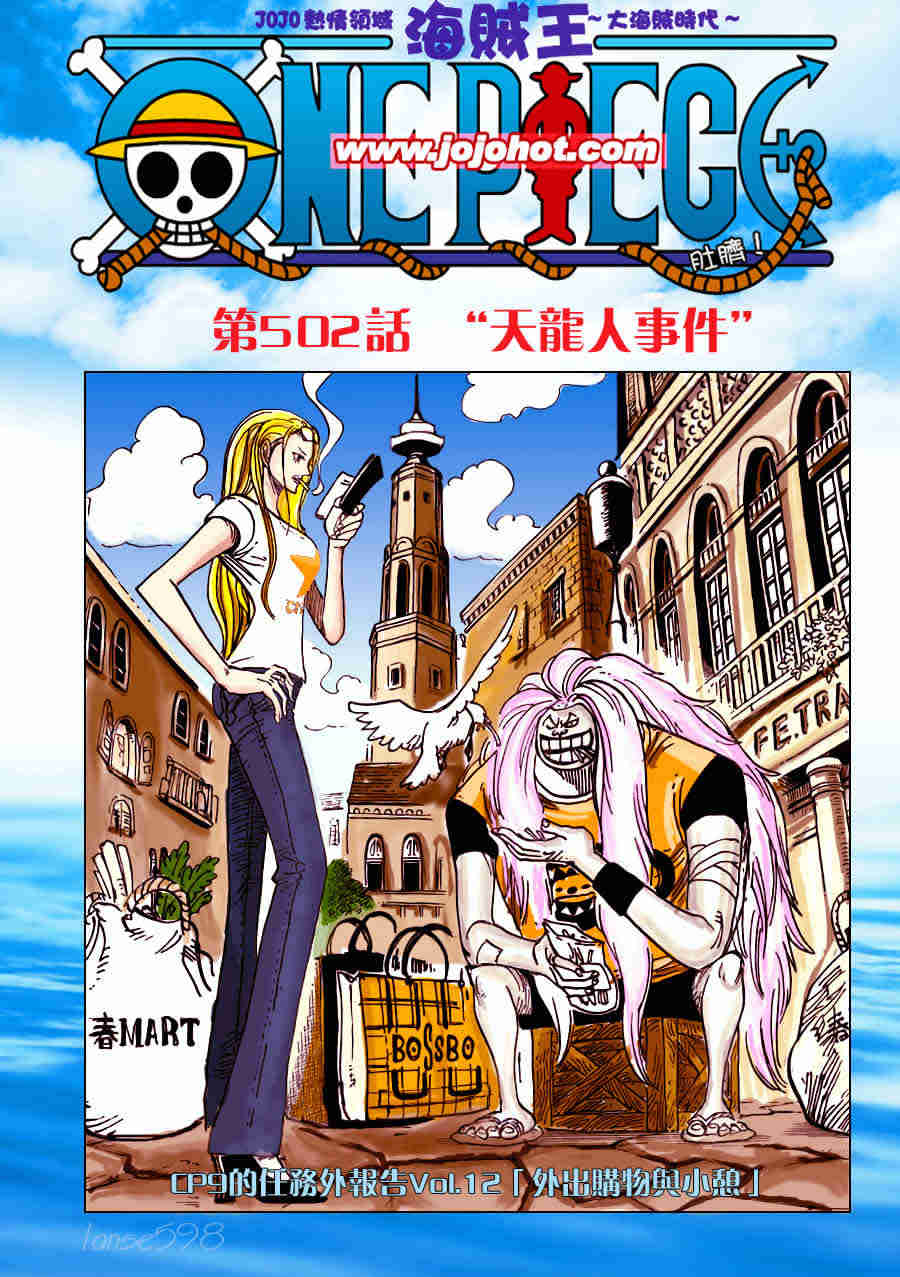 JOJO熱情領域 海賊王 ~大海賊時代~
ONE PIECE
www.jojohot.com
肚臍!
第502話 “天龍人事件”
FE.TRA
春MART
BOSSBO
春
CP9的任務外報告Vol.12「外出購物與小憩」
lanse598